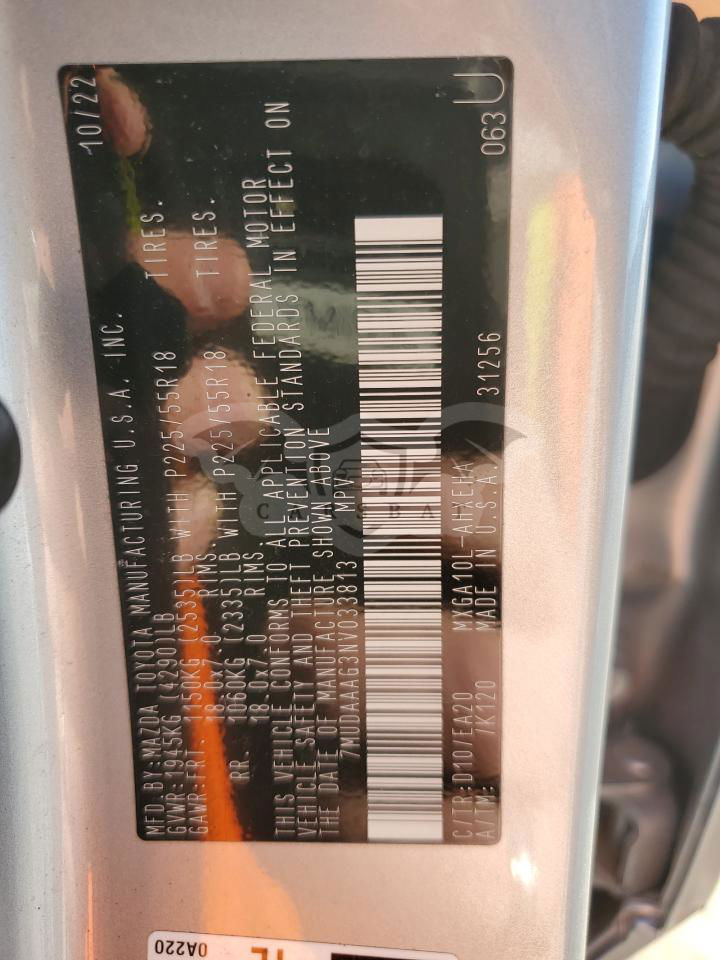 MFD. BY:MAZDA TOYOTA MANUFACTURING U.S.A. INC. 10/22
GVWR:1945KG (4290)LB
GAWR:FRT. 1150KG (2535)LB WITH P225/55R18 TIRES.
18.0x7.0 RIMS
RR. 1060KG (2335)LB WITH P225/55R18 TIRES.
18.0x7.0 RIMS
THIS VEHICLE CONFORMS TO ALL APPLICABLE FEDERAL MOTOR
VEHICLE SAFETY AND THEFT PREVENTION STANDARDS IN EFFECT ON
THE DATE OF MANUFACTURE SHOWN ABOVE
7MUDAAAG3NV033813 MPV
C/TR:D10/EA20 MXGA10L-AHXEHA
A/TM: /K120 MADE IN U.S.A. 31256 063 U
CARSBAY
0A220